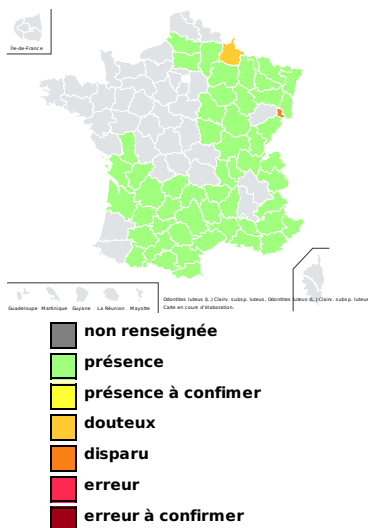 Île-de-France
Guadeloupe Martinique Guyane La Réunion Mayotte
Odontites luteus (L.) Clairv. subsp. luteus, Odontites luteus (L.) Clairv. subsp. luteus
Carte en cours d'élaboration.
non renseignée
présence
présence à confimer
douteux
disparu
erreur
erreur à confirmer